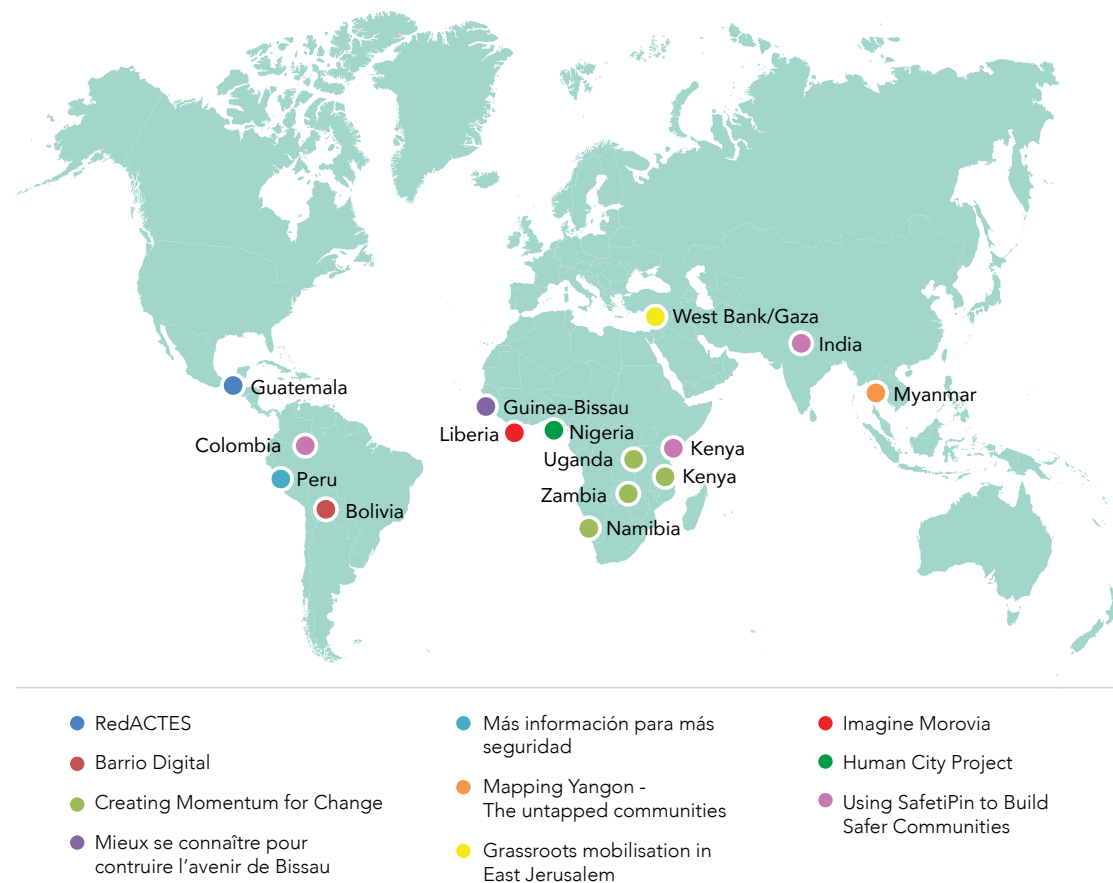 West Bank/Gaza
India
Guatemala
Myanmar
Guinea-Bissau
Liberia
Nigeria
Colombia
Kenya
Uganda
Peru
Kenya
Zambia
Bolivia
Namibia
RedACTES
Barrio Digital
Creating Momentum for Change
Mieux se connaître pour
contruire l'avenir de Bissau
Más información para más
seguridad
Mapping Yangon -
The untapped communities
Grassroots mobilisation in
East Jerusalem
Imagine Morovia
Human City Project
Using SafetiPin to Build
Safer Communities